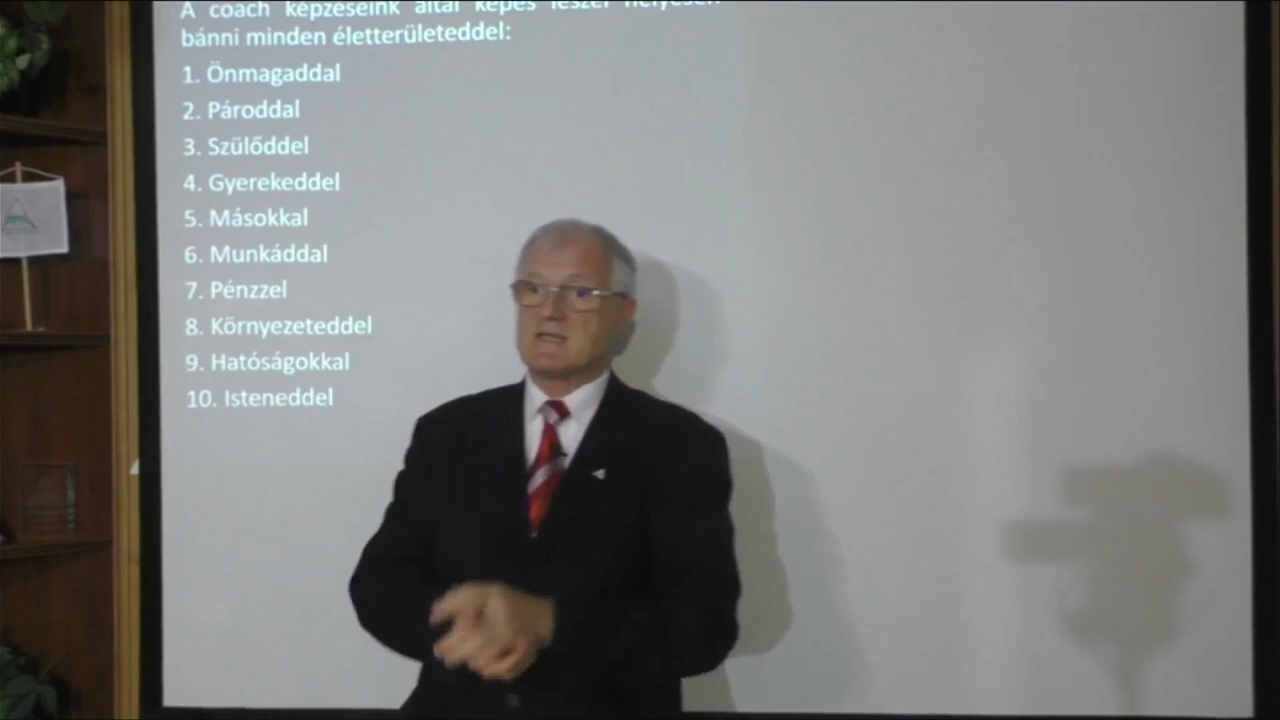 A coach képzéseink által képes leszel helyesen
bánni minden életterületeddel:
1. Önmagaddal
2. Pároddal
3. Szülőddel
4. Gyerekeddel
5. Másokkal
6. Munkáddal
7. Pénzzel
8. Környezeteddel
9. Hatóságokkal
10. Isteneddel